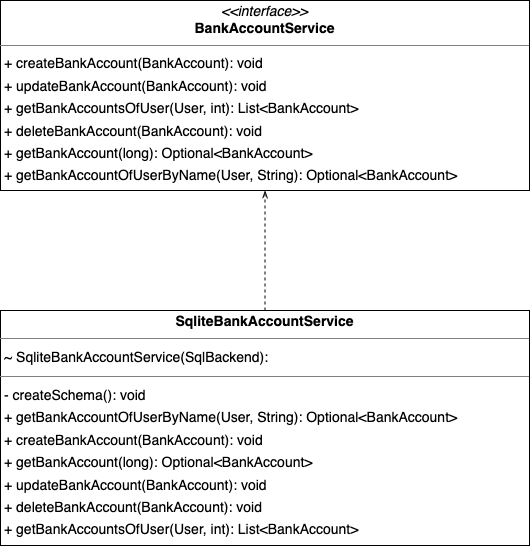 <<interface>>
BankAccountService
+ createBankAccount(BankAccount): void
+ updateBankAccount(BankAccount): void
+ getBankAccountsOfUser(User, int): List<BankAccount>
+ deleteBankAccount(BankAccount): void
+ getBankAccount(long): Optional<BankAccount>
+ getBankAccountOfUserByName(User, String): Optional<BankAccount>
SqliteBankAccountService
~ SqliteBankAccountService(SqlBackend):
- createSchema(): void
+ getBankAccountOfUserByName(User, String): Optional<BankAccount>
+ createBankAccount(BankAccount): void
+ getBankAccount(long): Optional<BankAccount>
+ updateBankAccount(BankAccount): void
+ deleteBankAccount(BankAccount): void
+ getBankAccountsOfUser(User, int): List<BankAccount>